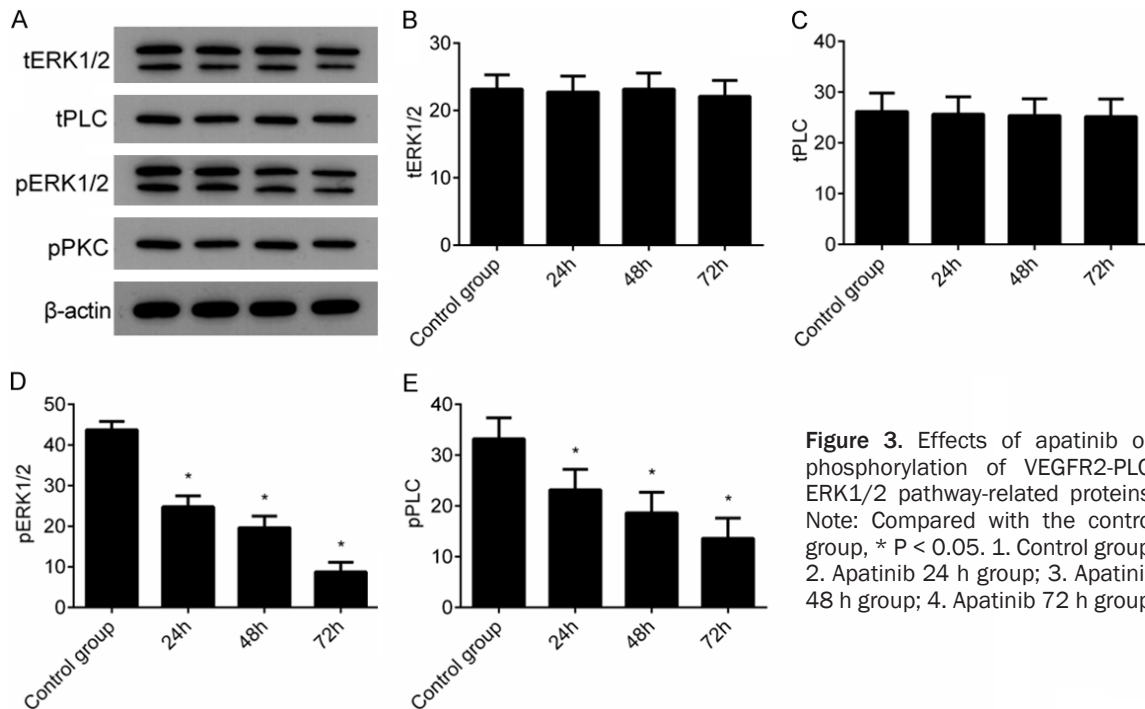 A
tERK1/2
tPLC
pERK1/2
pPKC
β-actin
B
tERK1/2
30
20
10
0
Control group
24h
48h
72h
C
tPLC
40
30
20
10
0
Control group
24h
48h
72h
D
pERK1/2
50
40
30
20
10
0
Control group
24h
*
48h
*
72h
*
E
pPLC
40
30
20
10
0
Control group
24h
*
48h
*
72h
*
Figure 3. Effects of apatinib o
phosphorylation of VEGFR2-PLC
ERK1/2 pathway-related proteins
Note: Compared with the control
group, * P < 0.05. 1. Control group
2. Apatinib 24 h group; 3. Apatini
48 h group; 4. Apatinib 72 h group